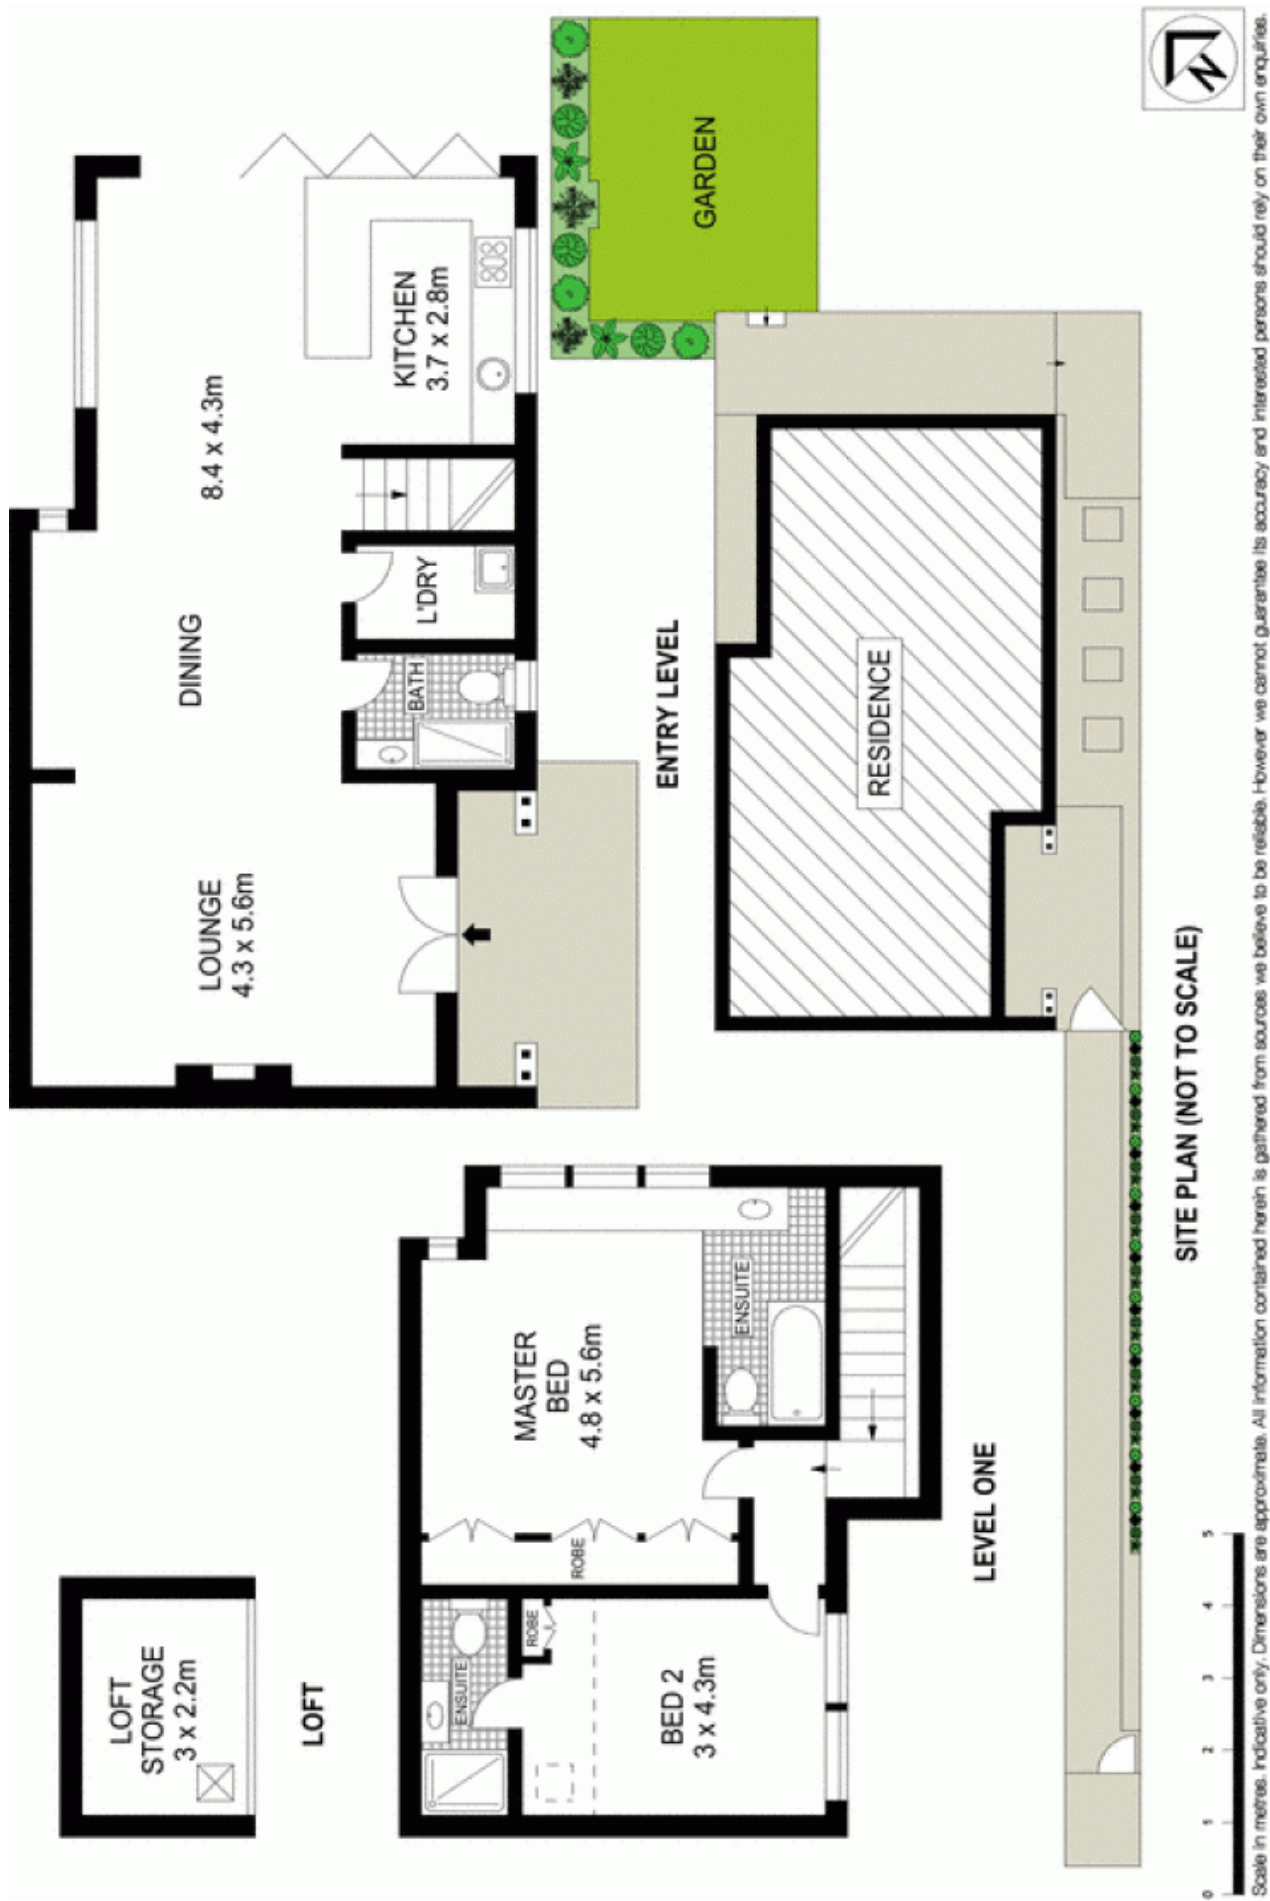 LOFT
STORAGE
3 x 2.2m
LOFT
ENSUITE
ROBE
BED 2
3 x 4.3m
ROBE
MASTER
BED
4.8 x 5.6m
ENSUITE
LEVEL ONE
LOUNGE
4.3 x 5.6m
DINING
8.4 x 4.3m
BATH
L'DRY
KITCHEN
3.7 x 2.8m
ENTRY LEVEL
GARDEN
RESIDENCE
SITE PLAN (NOT TO SCALE)
N
0 1 2 3 4 5
Scale in metres. Indicative only. Dimensions are approximate. All information contained herein is gathered from sources we believe to be reliable. However we cannot guarantee its accuracy and interested persons should rely on their own enquiries.